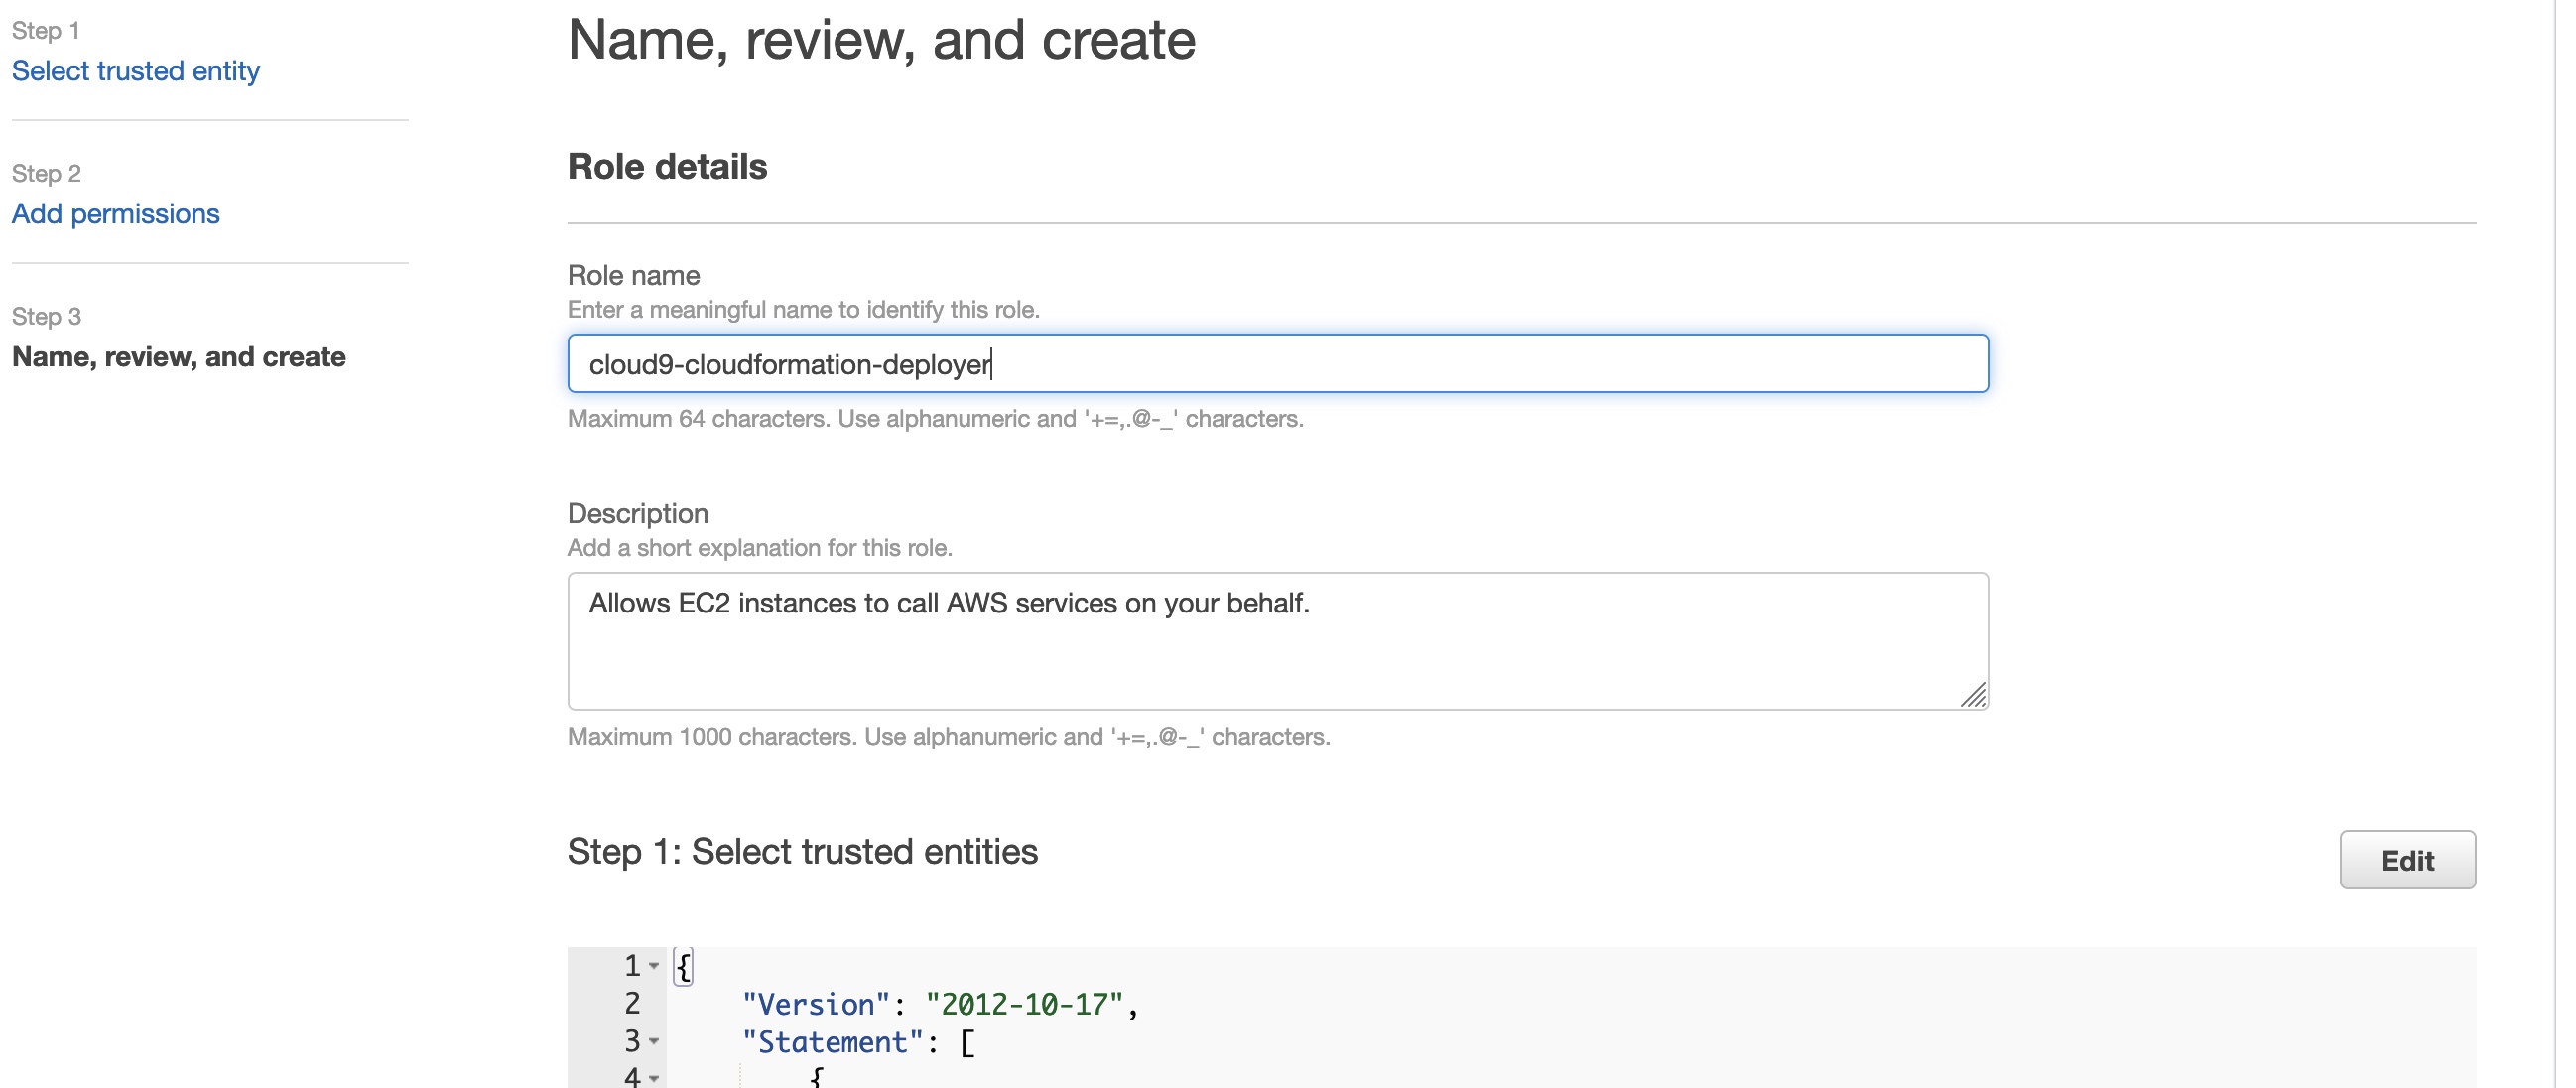 Step 1
Select trusted entity
Step 2
Add permissions
Step 3
Name, review, and create
Name, review, and create
Role details
Role name
Enter a meaningful name to identify this role.
cloud9-cloudformation-deployer
Maximum 64 characters. Use alphanumeric and '+=,.@-_' characters.
Description
Add a short explanation for this role.
Allows EC2 instances to call AWS services on your behalf.
Maximum 1000 characters. Use alphanumeric and '+=,.@-_' characters.
Step 1: Select trusted entities
Edit
1 {
2 "Version": "2012-10-17",
3 "Statement": [
4 {